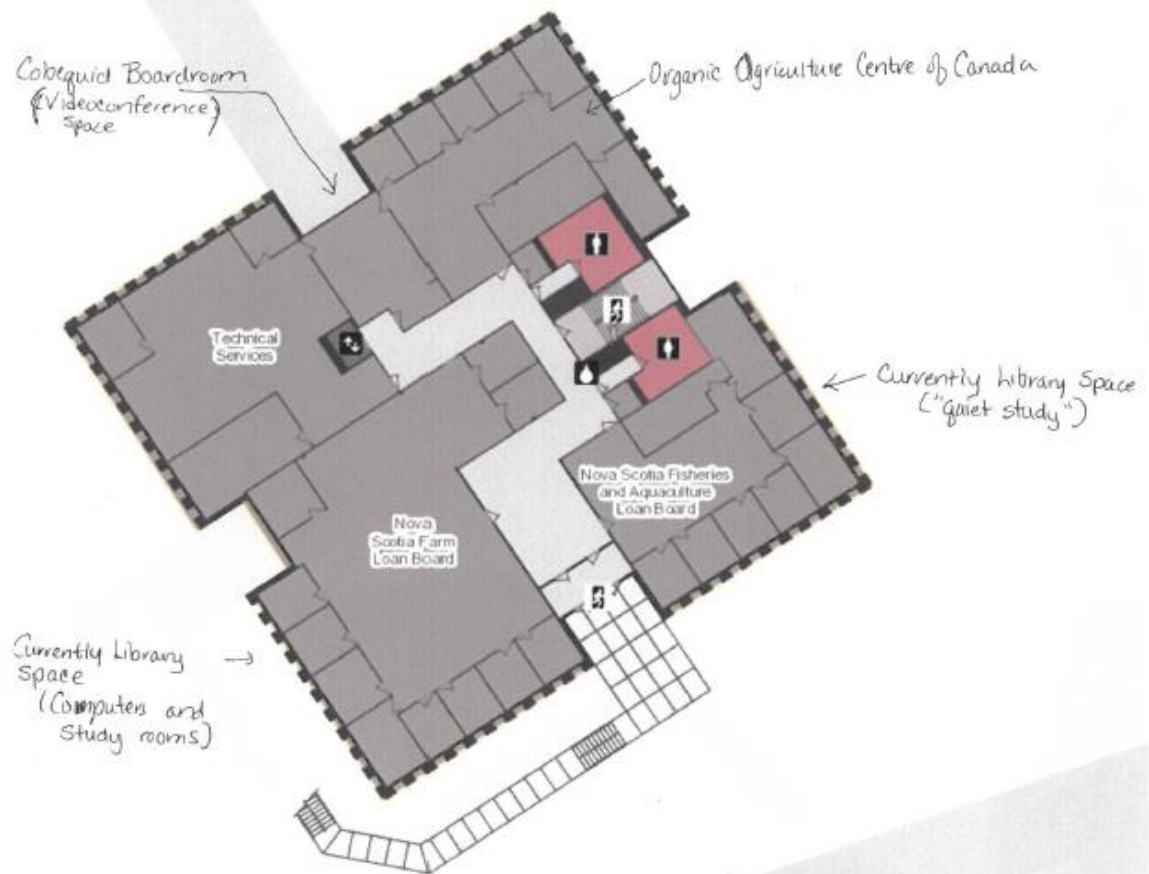 Cobequid Boardroom
(Videoconference)
Space
Organic Agriculture Centre of Canada
Technical
Services
Currently Library Space
("quiet study")
Nova Scotia Fisheries
and Aquaculture
Loan Board
Nova
Scotia Farm
Loan Board
Currently Library
Space
(Computers and
Study rooms)